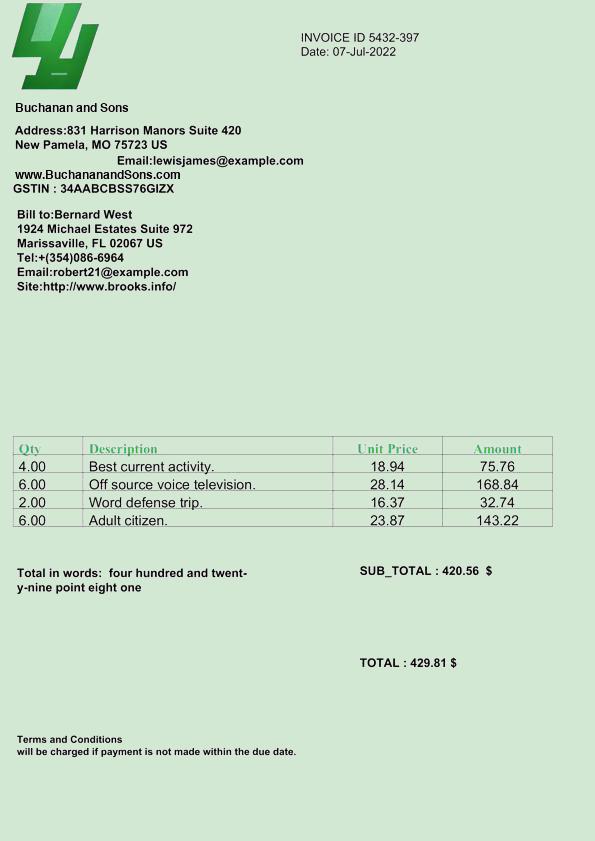 INVOICE ID 5432-397
Date: 07-Jul-2022
Buchanan and Sons
Address:831 Harrison Manors Suite 420
New Pamela, MO 75723 US
Email:lewisjames@example.com
www.BuchananandSons.com
GSTIN : 34AABCBSS76GIZX
Bill to:Bernard West
1924 Michael Estates Suite 972
Marissaville, FL 02067 US
Tel:+(354)086-6964
Email:robert21@example.com
Site:http://www.brooks.info/
Qty Description Unit Price Amount
4.00 Best current activity. 18.94 75.76
6.00 Off source voice television. 28.14 168.84
2.00 Word defense trip. 16.37 32.74
6.00 Adult citizen. 23.87 143.22
Total in words:  four hundred and twent-
y-nine point eight one
SUB_TOTAL : 420.56  $
TOTAL : 429.81 $
Terms and Conditions
will be charged if payment is not made within the due date.